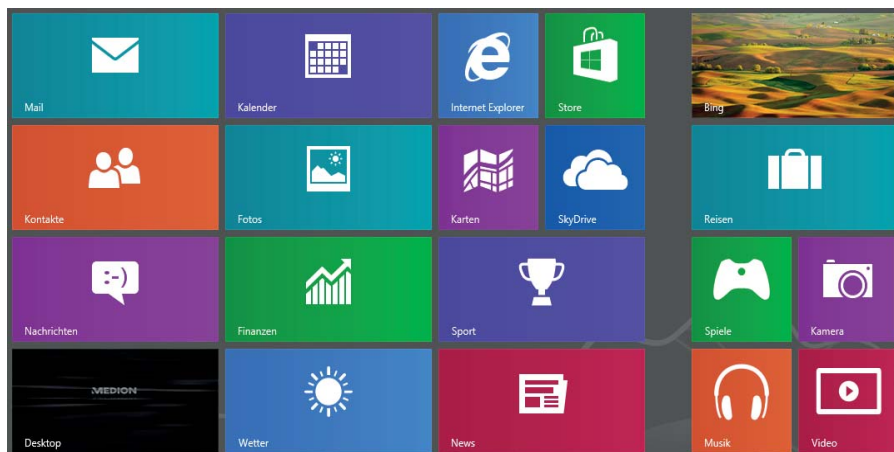 Mail
Kalender
Internet Explorer
Store
Bing
Kontakte
Fotos
Karten
SkyDrive
Reisen
:-)
Nachrichten
Finanzen
Sport
Spiele
Kamera
MEDION
Desktop
Wetter
News
Musik
Video